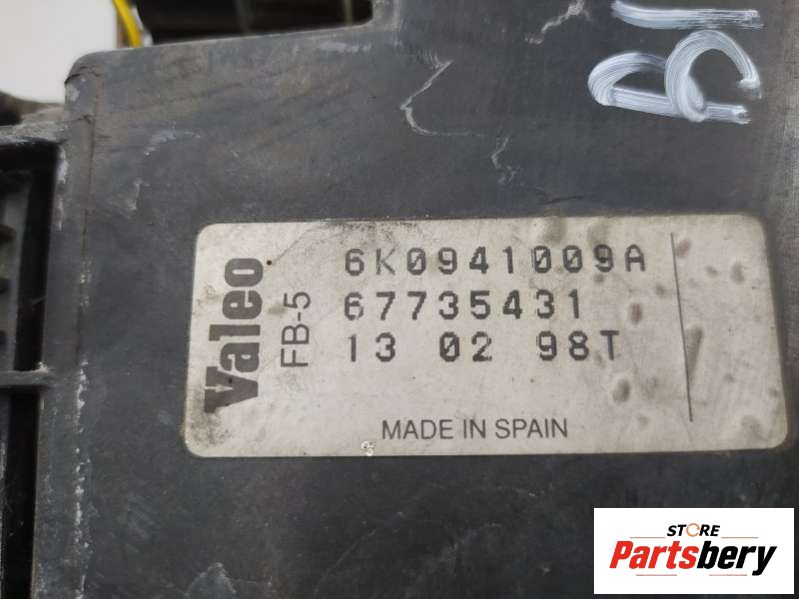 Valeo
FB-5
6K0941009A
67735431
13 02 98T
MADE IN SPAIN
STORE
Partsbery